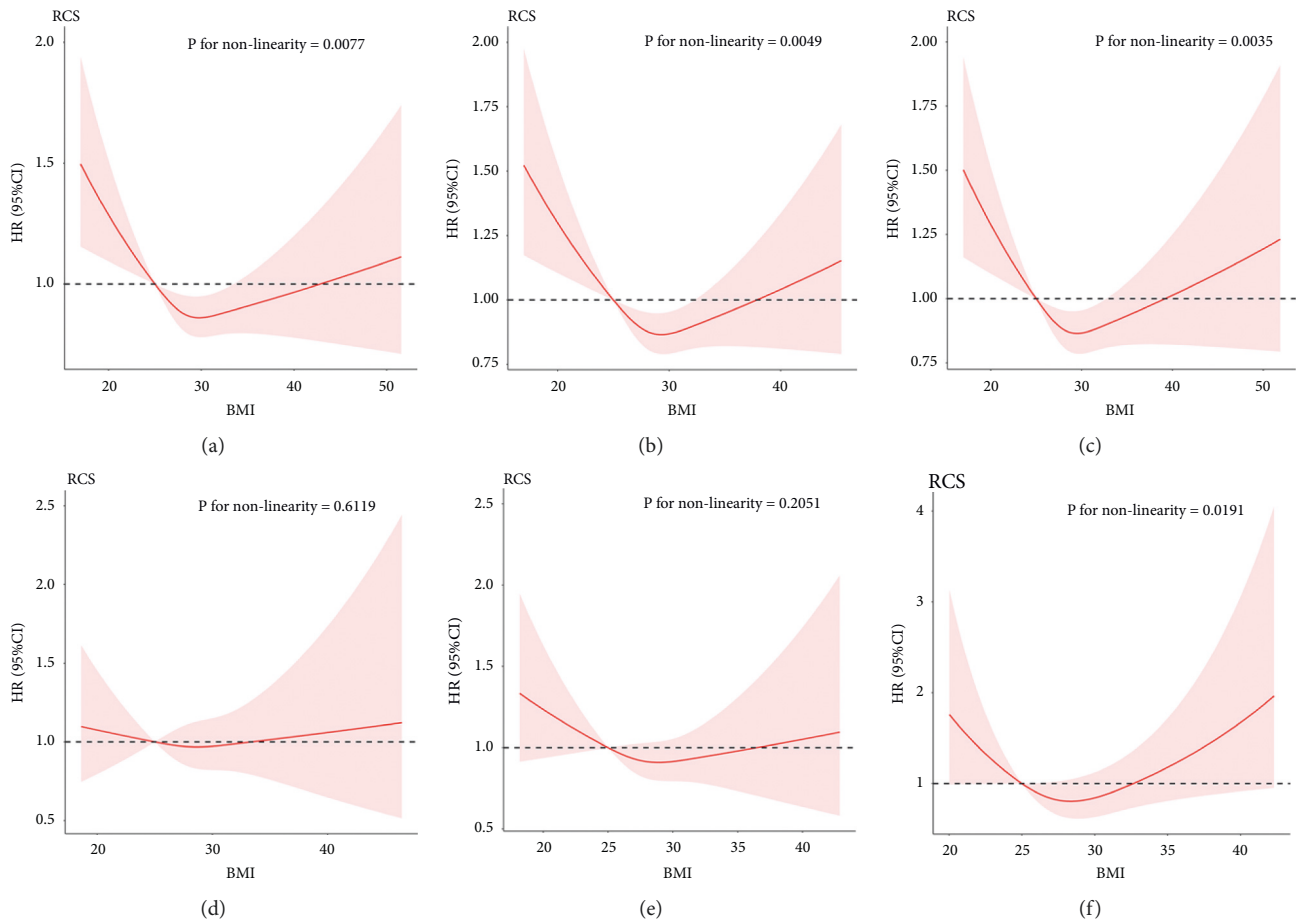 RCS
P for non-linearity = 0.0077
HR (95%CI)
2.0
1.5
1.0
20
30
40
50
BMI
(a)
RCS
P for non-linearity = 0.0049
HR (95%CI)
2.00
1.75
1.50
1.25
1.00
0.75
20
30
40
BMI
(b)
RCS
P for non-linearity = 0.0035
HR (95%CI)
2.00
1.75
1.50
1.25
1.00
0.75
20
30
40
50
BMI
(c)
RCS
P for non-linearity = 0.6119
HR (95%CI)
2.5
2.0
1.5
1.0
0.5
20
30
40
BMI
(d)
RCS
P for non-linearity = 0.2051
HR (95%CI)
2.5
2.0
1.5
1.0
0.5
20
25
30
35
40
BMI
(e)
RCS
P for non-linearity = 0.0191
HR (95%CI)
4
3
2
1
20
25
30
35
40
BMI
(f)